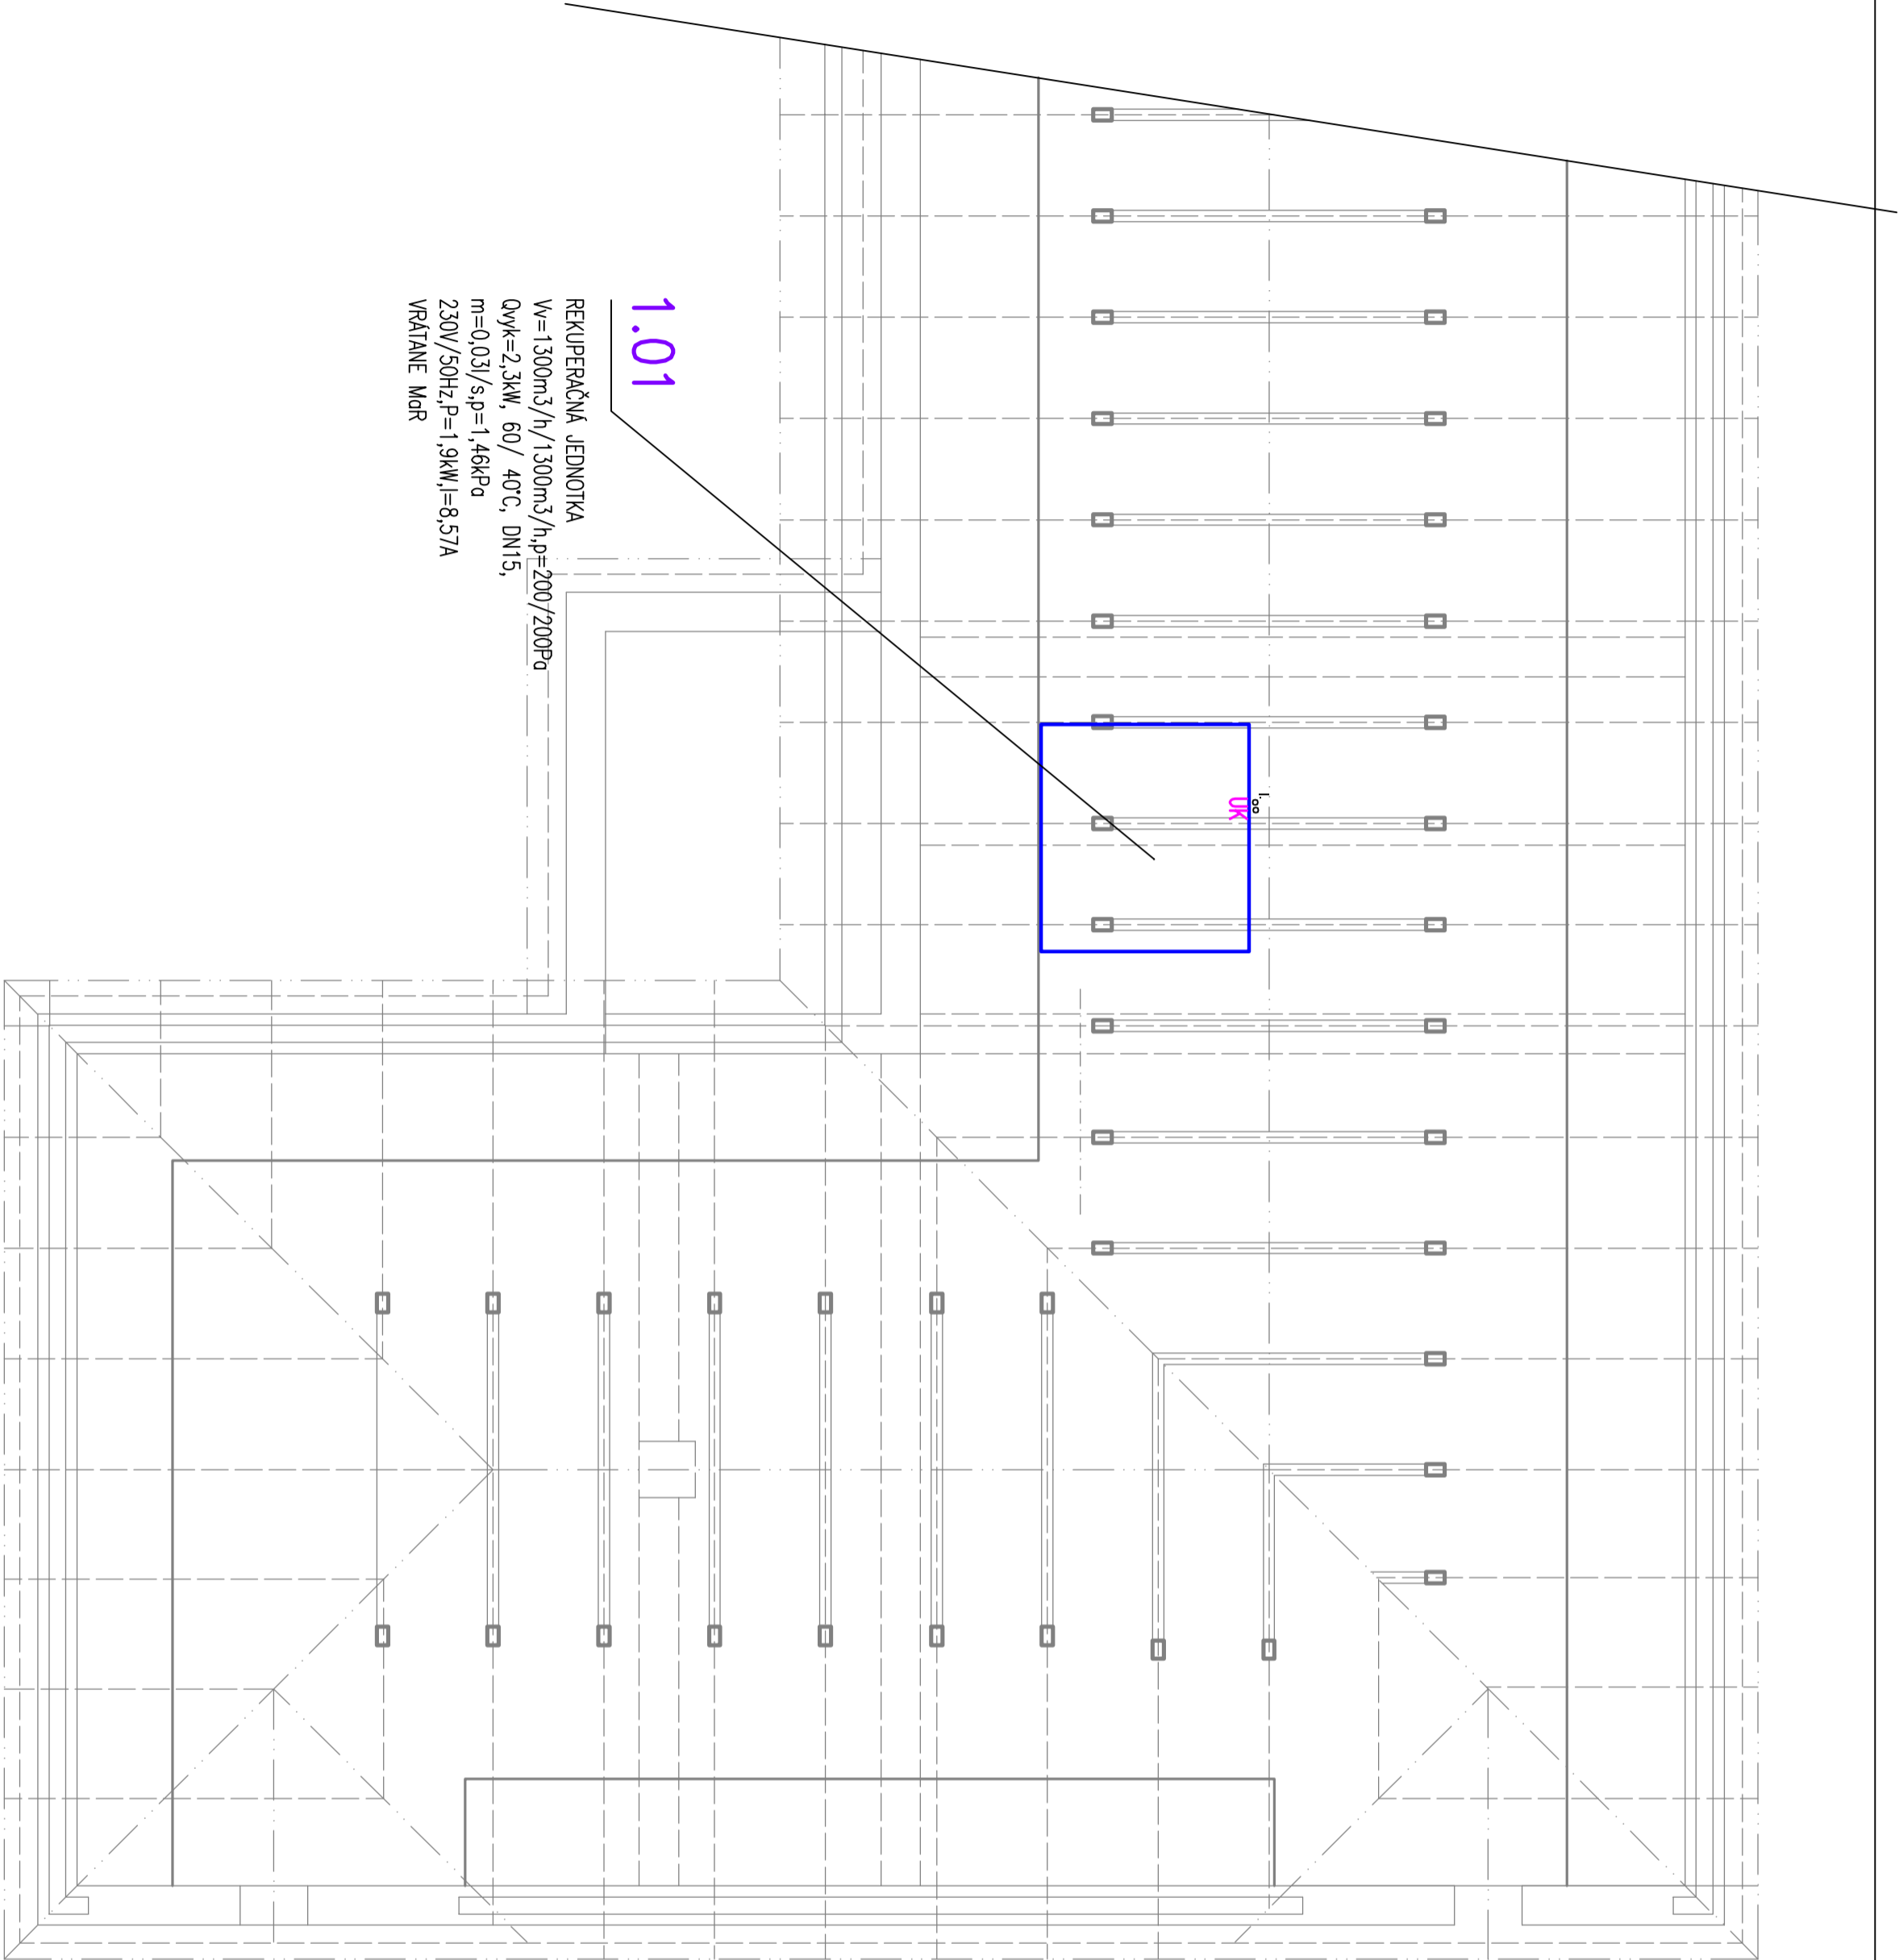 1.01
REKUPERAČNÁ JEDNOTKA
Vv=1300m3/h/1300m3/h,p=200/200Pa
Qvyk=2,3kW, 60/ 40°C, DN15,
m=0,03l/s,p=1,46kPa
230V/50Hz,P=1,9kW,I=8,57A
VRÁTANE MaR
ÚK